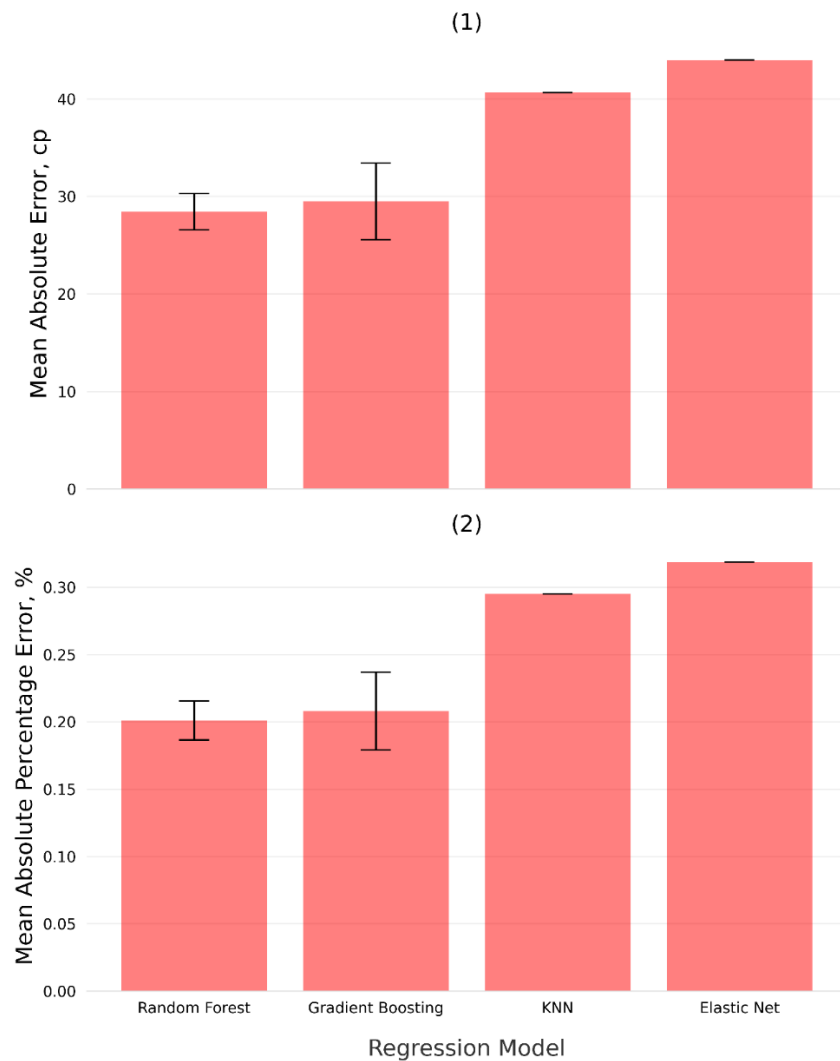 (1)
Mean Absolute Error, cp
40
30
20
10
0
(2)
Mean Absolute Percentage Error, %
0.30
0.25
0.20
0.15
0.10
0.05
0.00
Random Forest
Gradient Boosting
KNN
Elastic Net
Regression Model